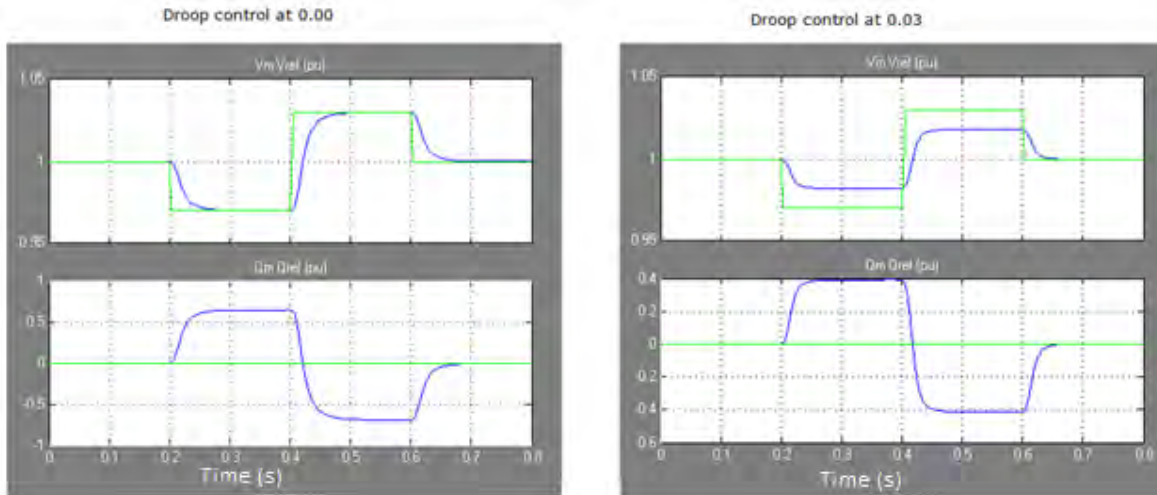 Droop control at 0.00
Vm Vref (pu)
1.05
1
0.95
Qm Qref (pu)
1
0.5
0
-0.5
-1
0 0.1 0.2 0.3 0.4 0.5 0.6 0.7 0.8
Time (s)
Droop control at 0.03
Vm Vref (pu)
1.05
1
0.95
Qm Qref (pu)
0.4
0.2
0
-0.2
-0.4
0.6
0 0.1 0.2 0.3 0.4 0.5 0.6 0.7 0.8
Time (s)